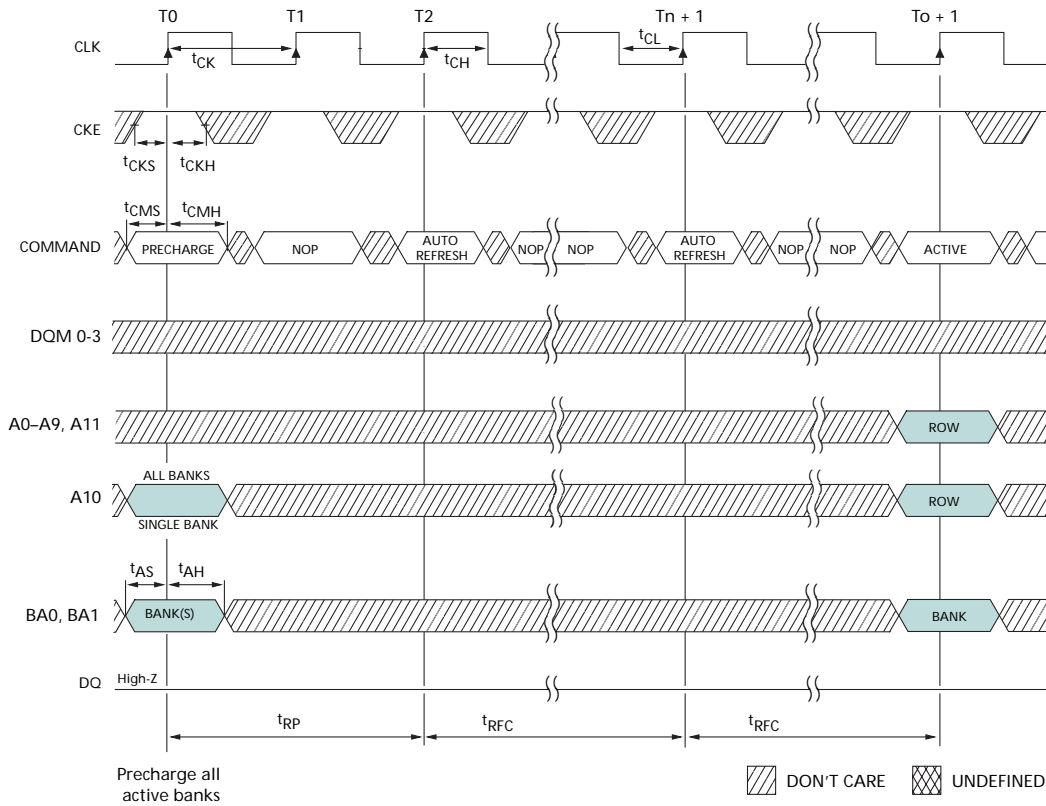 T0 T1 T2 Tn + 1 To + 1
CLK
tCK tCH tCL
CKE
tCKS tCKH
tCMS tCMH
COMMAND PRECHARGE NOP AUTO REFRESH NOP NOP AUTO REFRESH NOP NOP ACTIVE
DQM 0-3
A0–A9, A11 ROW
ALL BANKS
A10 ROW
SINGLE BANK
tAS tAH
BA0, BA1 BANK(S) BANK
DQ High-Z
tRP tRFC tRFC
Precharge all
active banks
DON'T CARE UNDEFINED